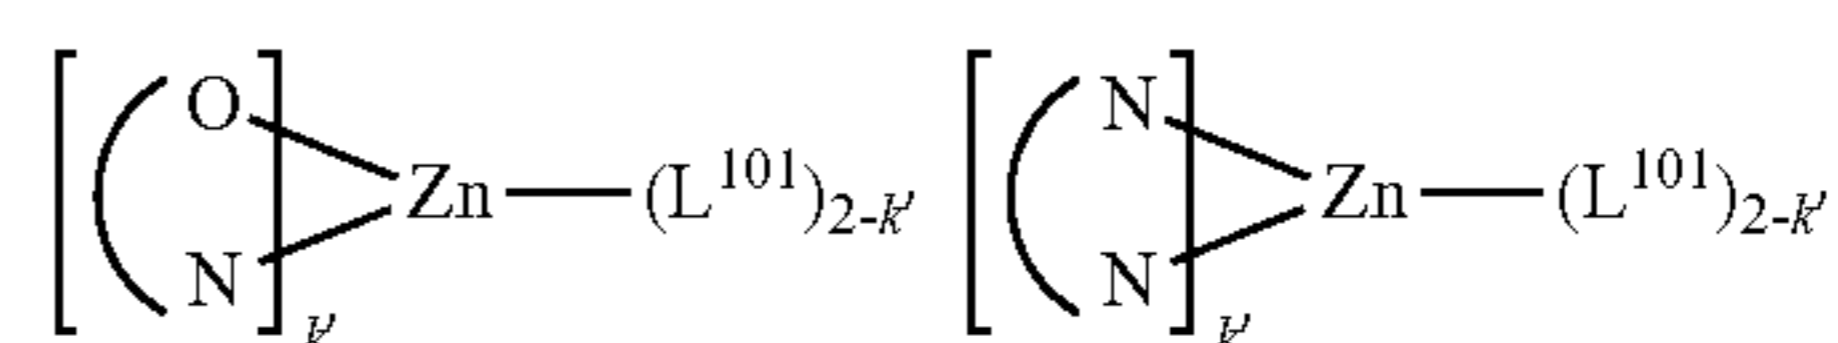 O N k' Zn (L¹⁰¹)₂₋ₖ' N N k' Zn (L¹⁰¹)₂₋ₖ'